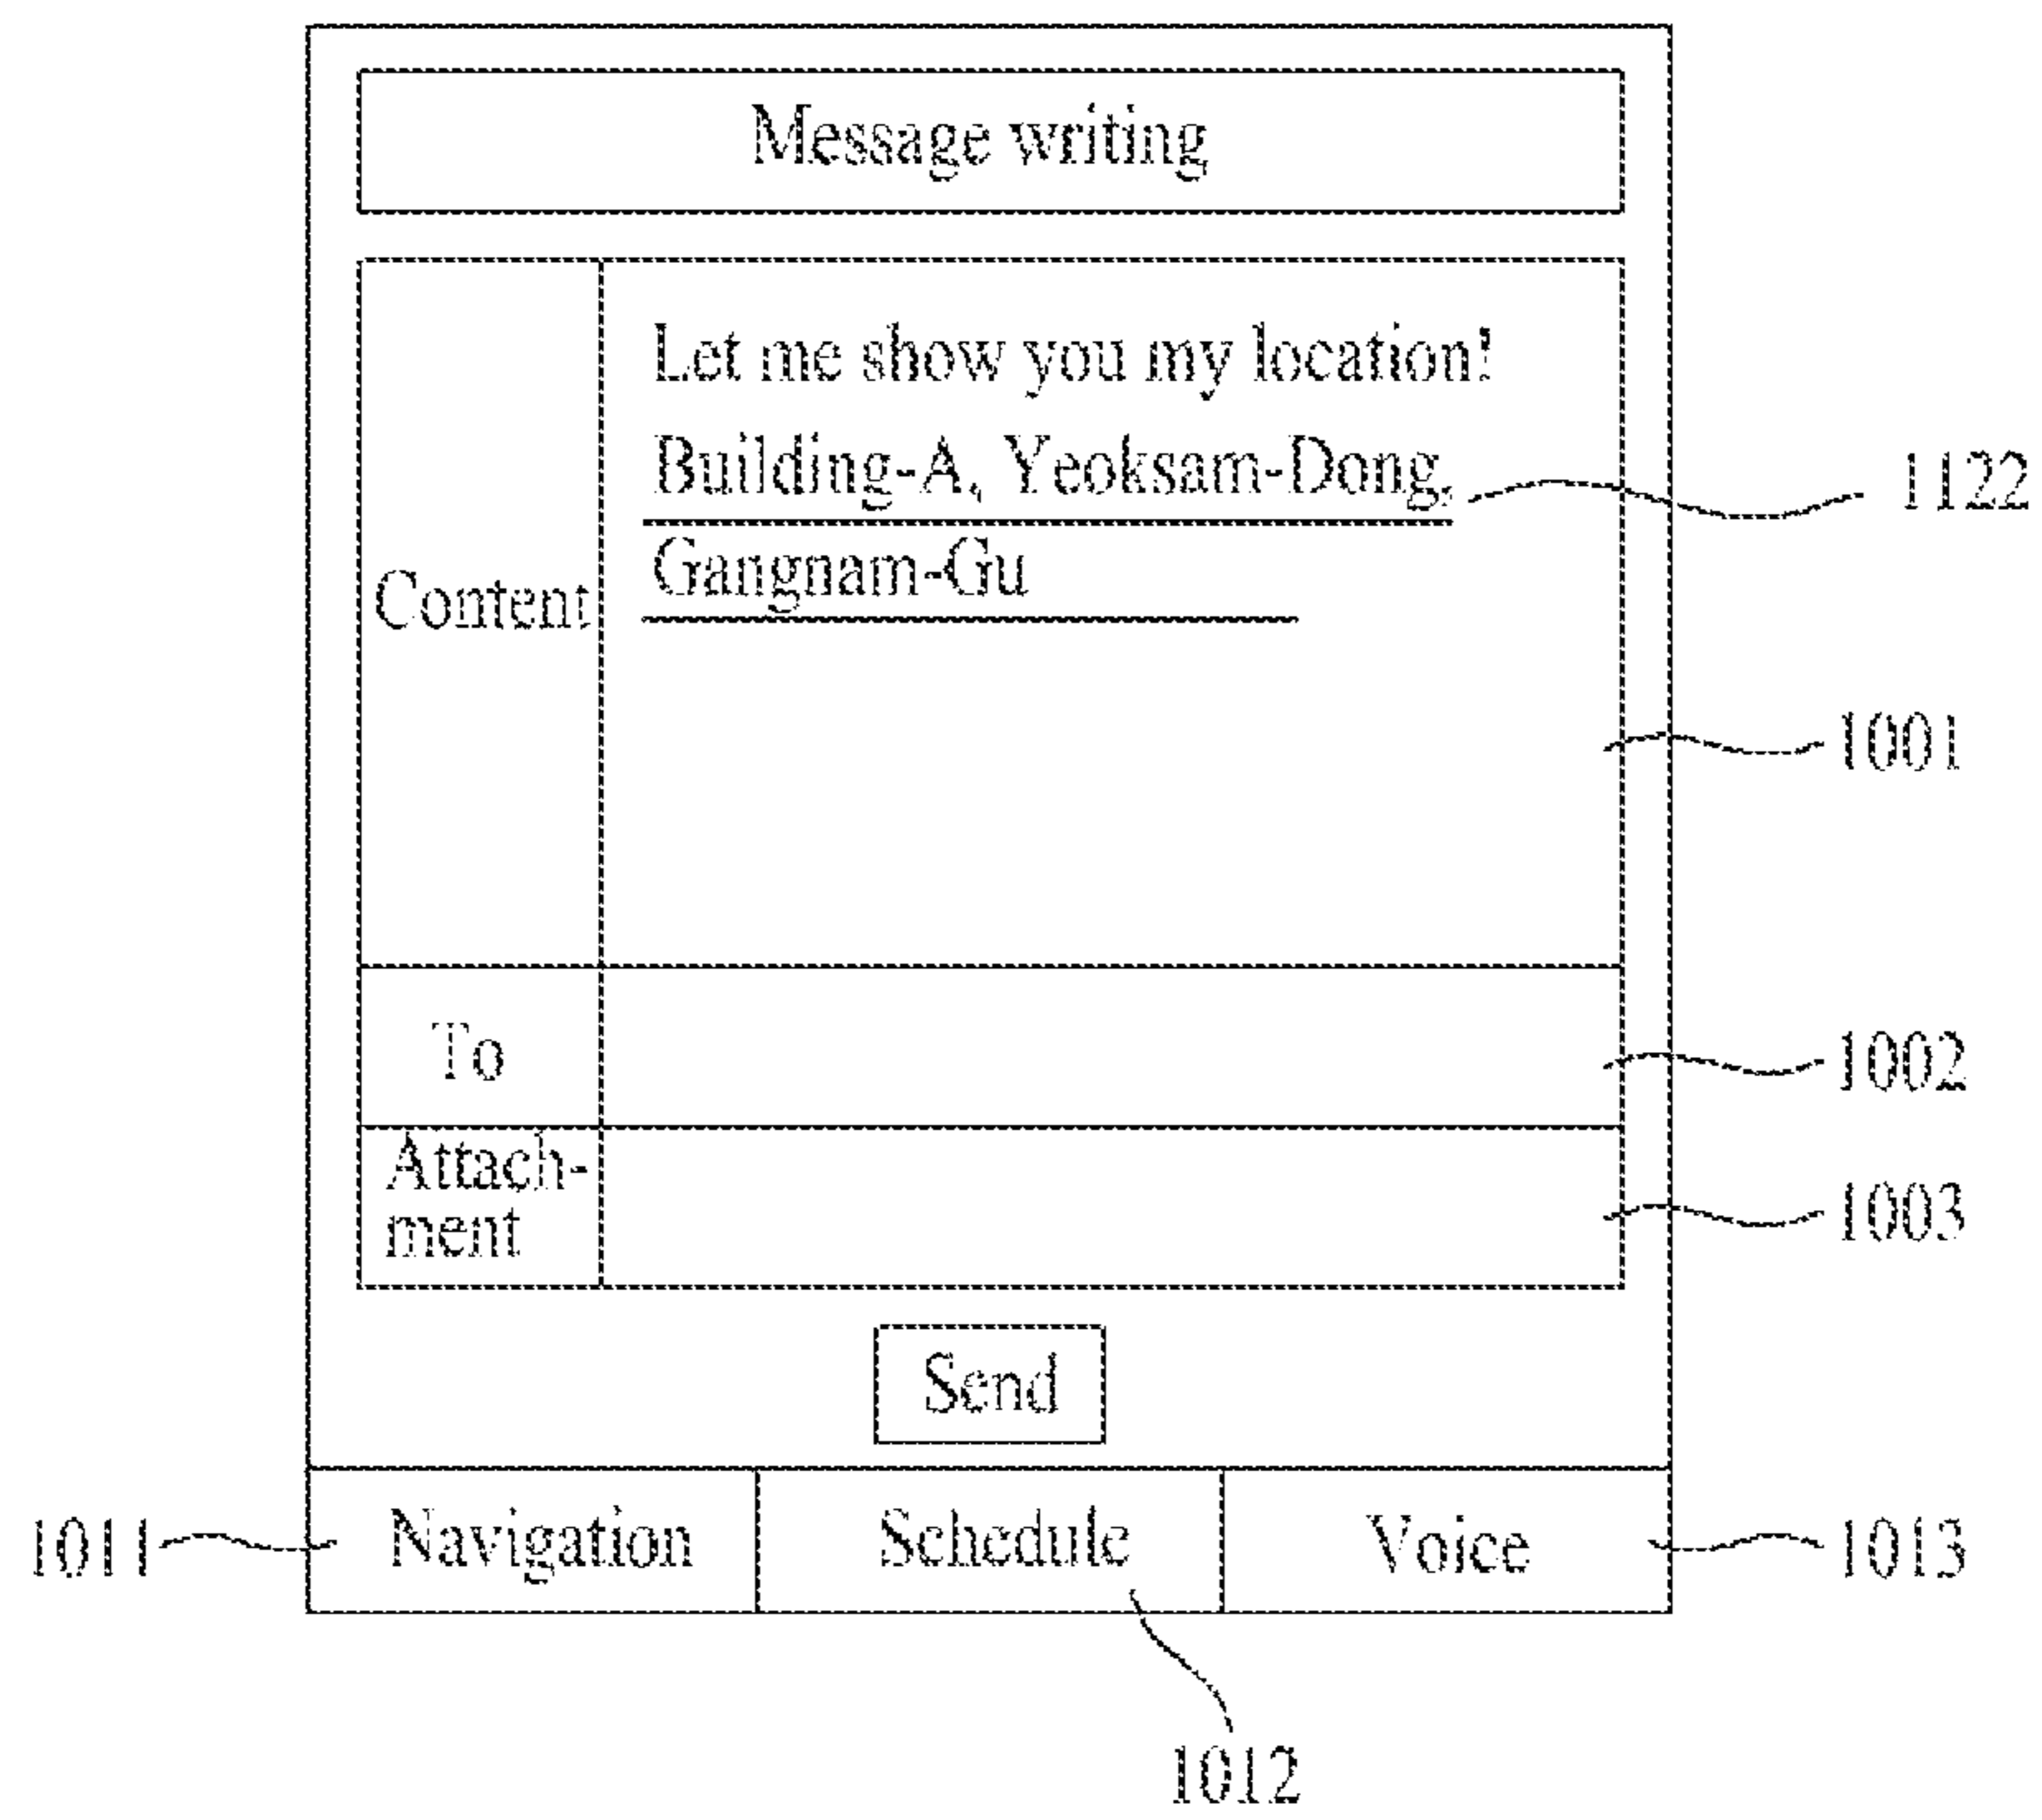 Message writing
Let me show you my location!
Building-A, Yeoksam-Dong,
1122
Gangnam-Gu
Content
1001
To
1002
Attach-
ment
1003
Send
1011
Navigation
Schedule
Voice
1013
1012